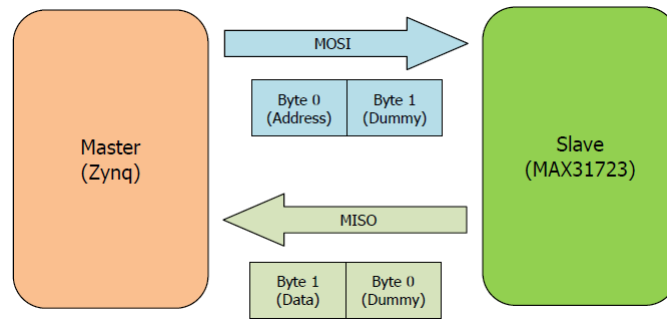 MOSI
Byte 0
(Address)
Byte 1
(Dummy)
Master
(Zynq)
Slave
(MAX31723)
MISO
Byte 1
(Data)
Byte 0
(Dummy)